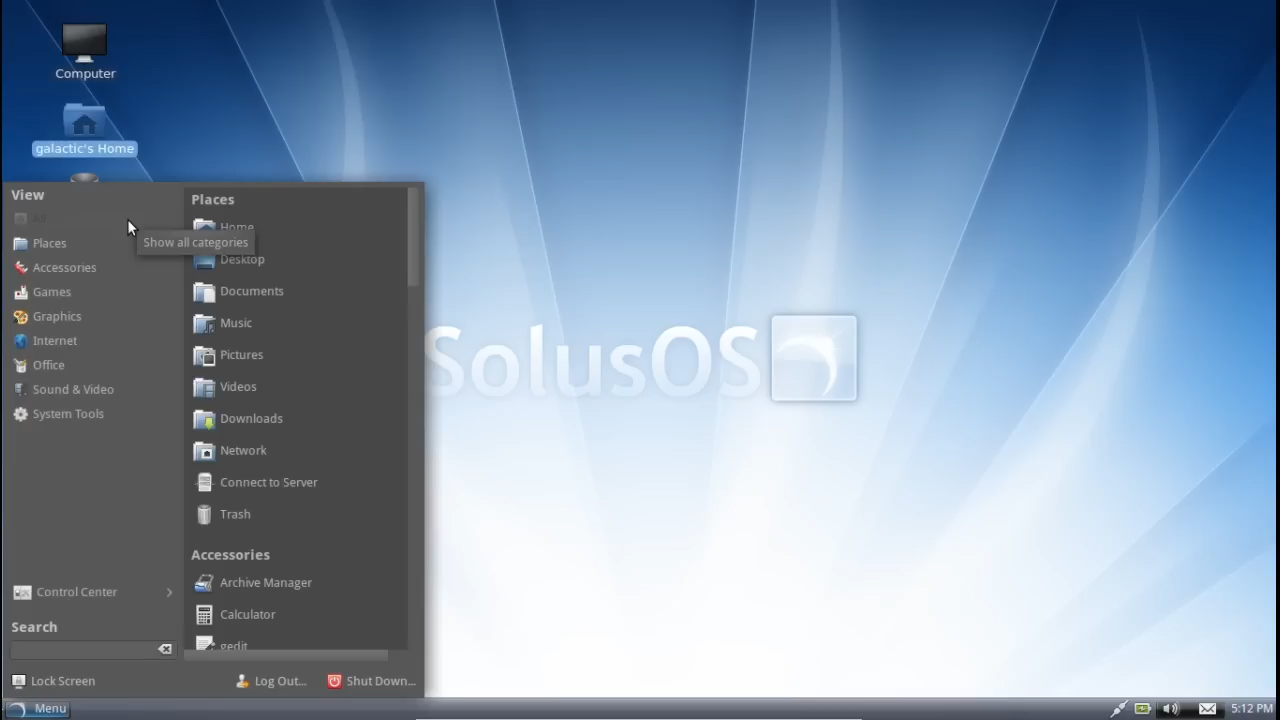 Computer
galactic's Home
View
All
Places
Accessories
Games
Graphics
Internet
Office
Sound & Video
System Tools
Control Center
Search
Lock Screen
Show all categories
Places
Home
Desktop
Documents
Music
Pictures
Videos
Downloads
Network
Connect to Server
Trash
Accessories
Archive Manager
Calculator
gedit
Log Out...
Shut Down...
SolusOS
Menu
5:12 PM